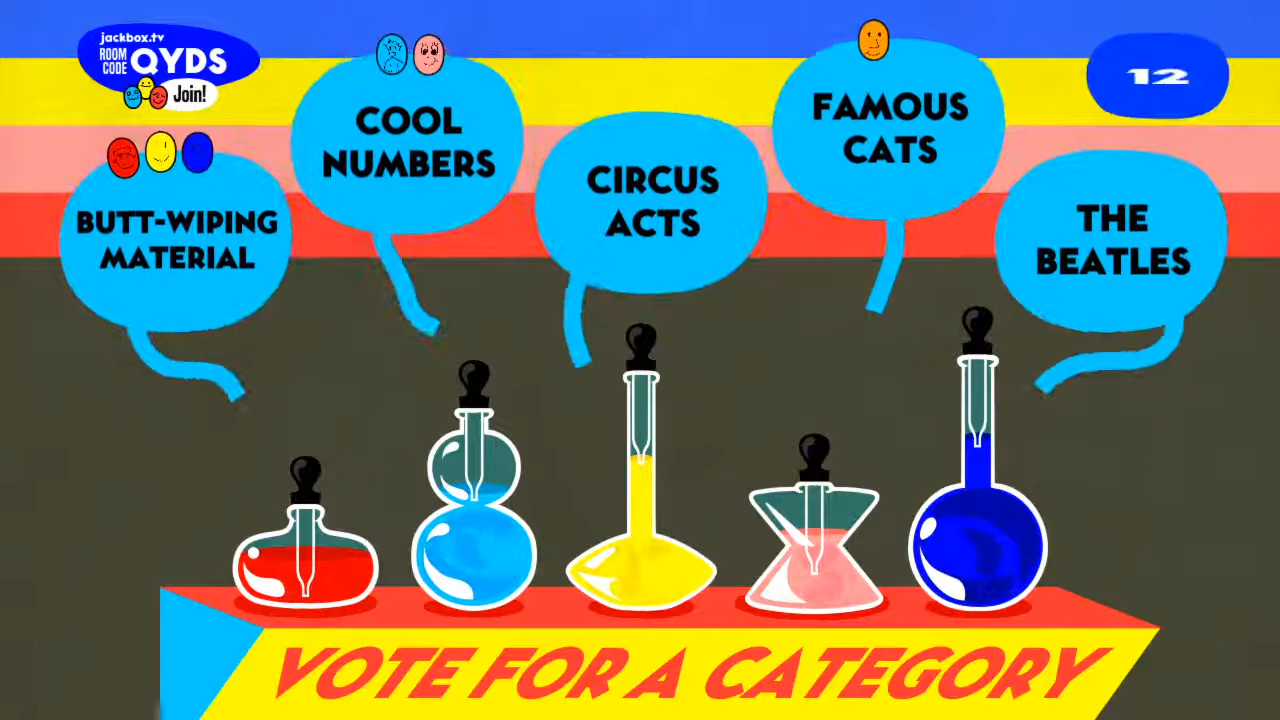 jackbox.tv
ROOM CODE QYDS
Join!
12
BUTT-WIPING
MATERIAL
COOL
NUMBERS
CIRCUS
ACTS
FAMOUS
CATS
THE
BEATLES
VOTE FOR A CATEGORY